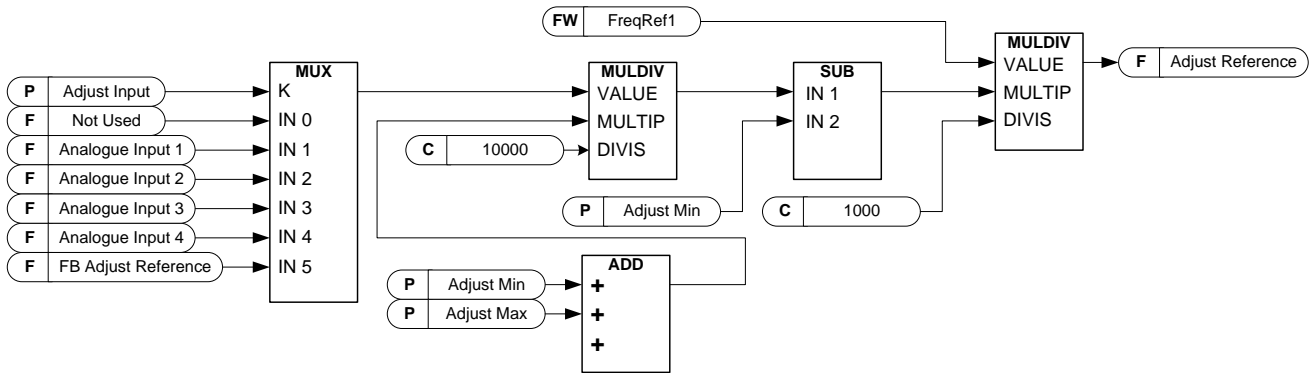 FW FreqRef1
MUX
P Adjust Input K
F Not Used IN 0
F Analogue Input 1 IN 1
F Analogue Input 2 IN 2
F Analogue Input 3 IN 3
F Analogue Input 4 IN 4
F FB Adjust Reference IN 5
MULDIV
VALUE
MULTIP
C 10000 DIVIS
P Adjust Min
SUB
IN 1
IN 2
C 1000
ADD
P Adjust Min +
P Adjust Max +
+
MULDIV
VALUE
MULTIP
DIVIS
F Adjust Reference